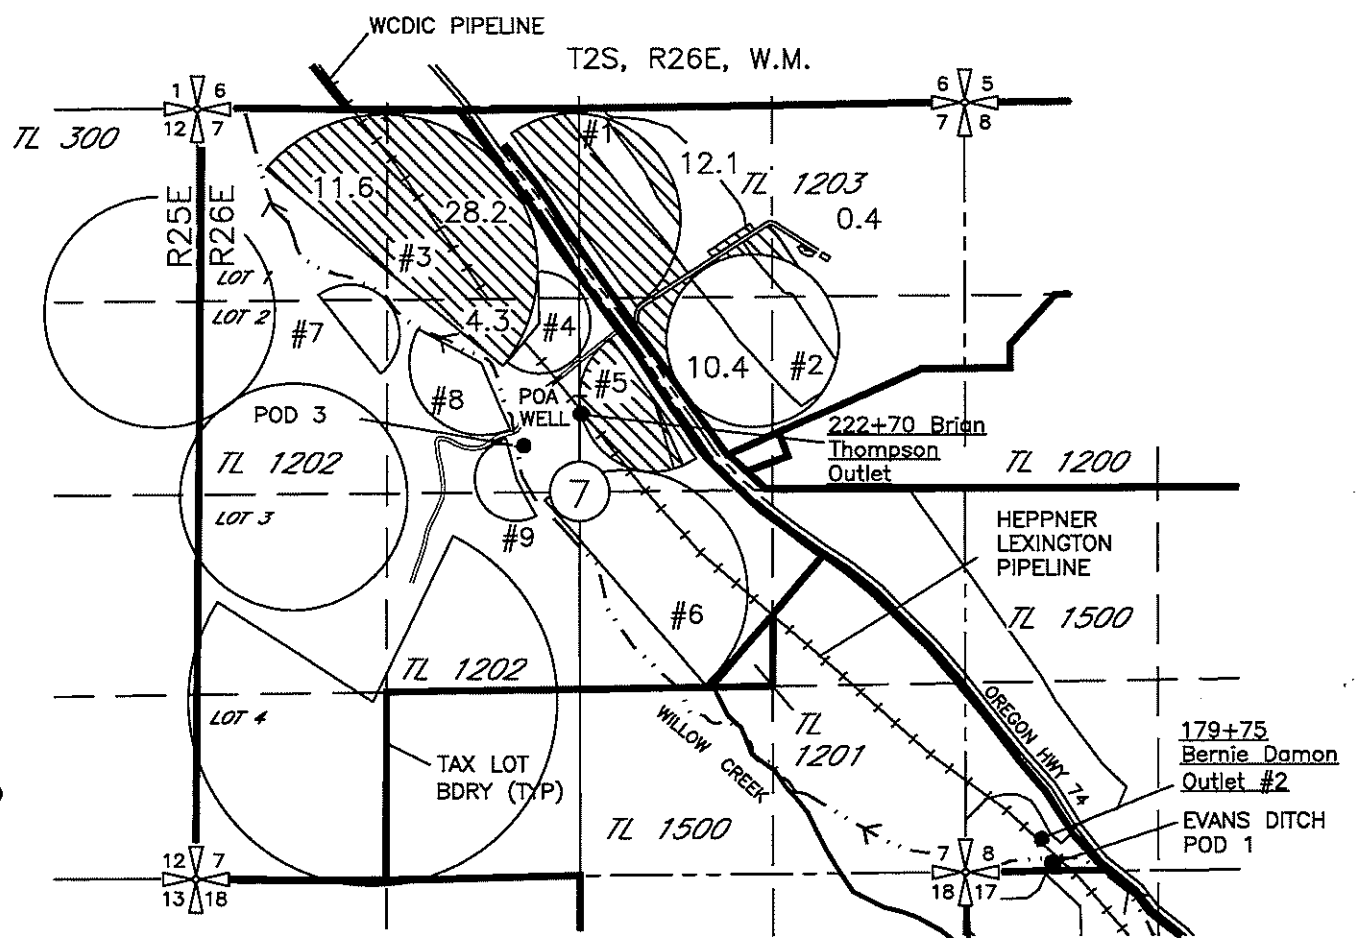 WCDIC PIPELINE
T2S, R26E, W.M.
1 6
12 7
6 5
7 8
TL 300
#1
12.1
TL 1203
0.4
11.6
28.2
R25E
R26E
#3
LOT 1
LOT 2
4.3
#4
#7
10.4
#2
#5
#8
POA
WELL
POD 3
222+70 Brian
Thompson
Outlet
TL 1202
TL 1200
7
LOT 3
#9
HEPPNER
LEXINGTON
PIPELINE
#6
TL 1500
TL 1202
LOT 4
WILLOW CREEK
TL
1201
OREGON HWY 74
179+75
Bernie Damon
Outlet #2
TAX LOT
BDRY (TYP)
TL 1500
EVANS DITCH
POD 1
12 7
13 18
7 8
18 17